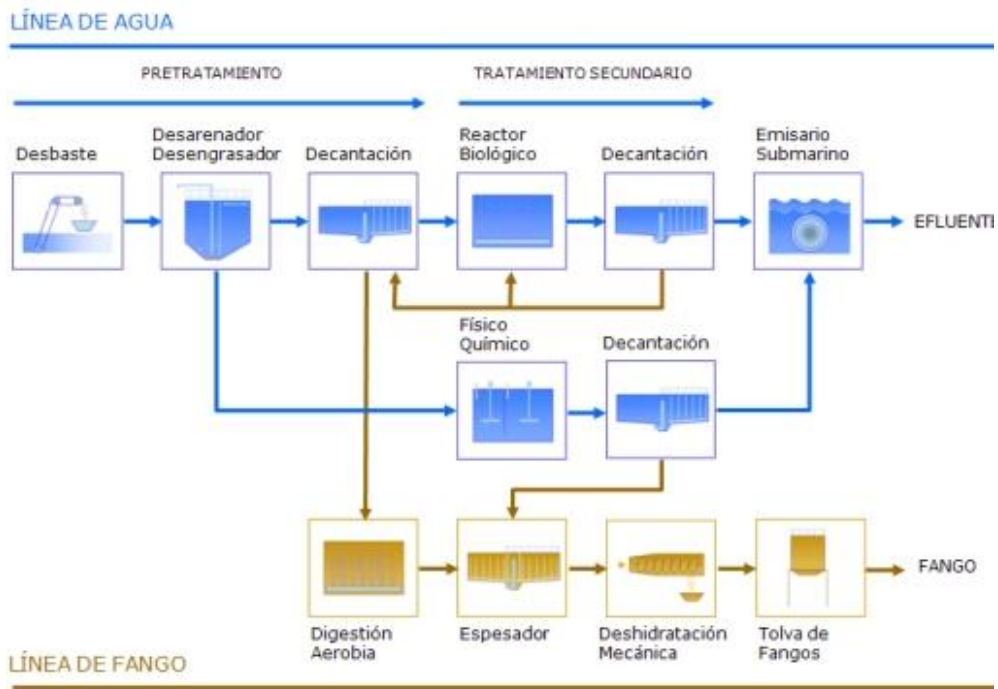 LÍNEA DE AGUA
PRETRATAMIENTO
TRATAMIENTO SECUNDARIO
Desbaste
Desarenador
Desengrasador
Decantación
Reactor
Biológico
Decantación
Emisario
Submarino
EFLUENTE
Físico
Químico
Decantación
FANGO
Digestión
Aerobia
Espesador
Deshidratación
Mecánica
Tolva de
Fangos
LÍNEA DE FANGO